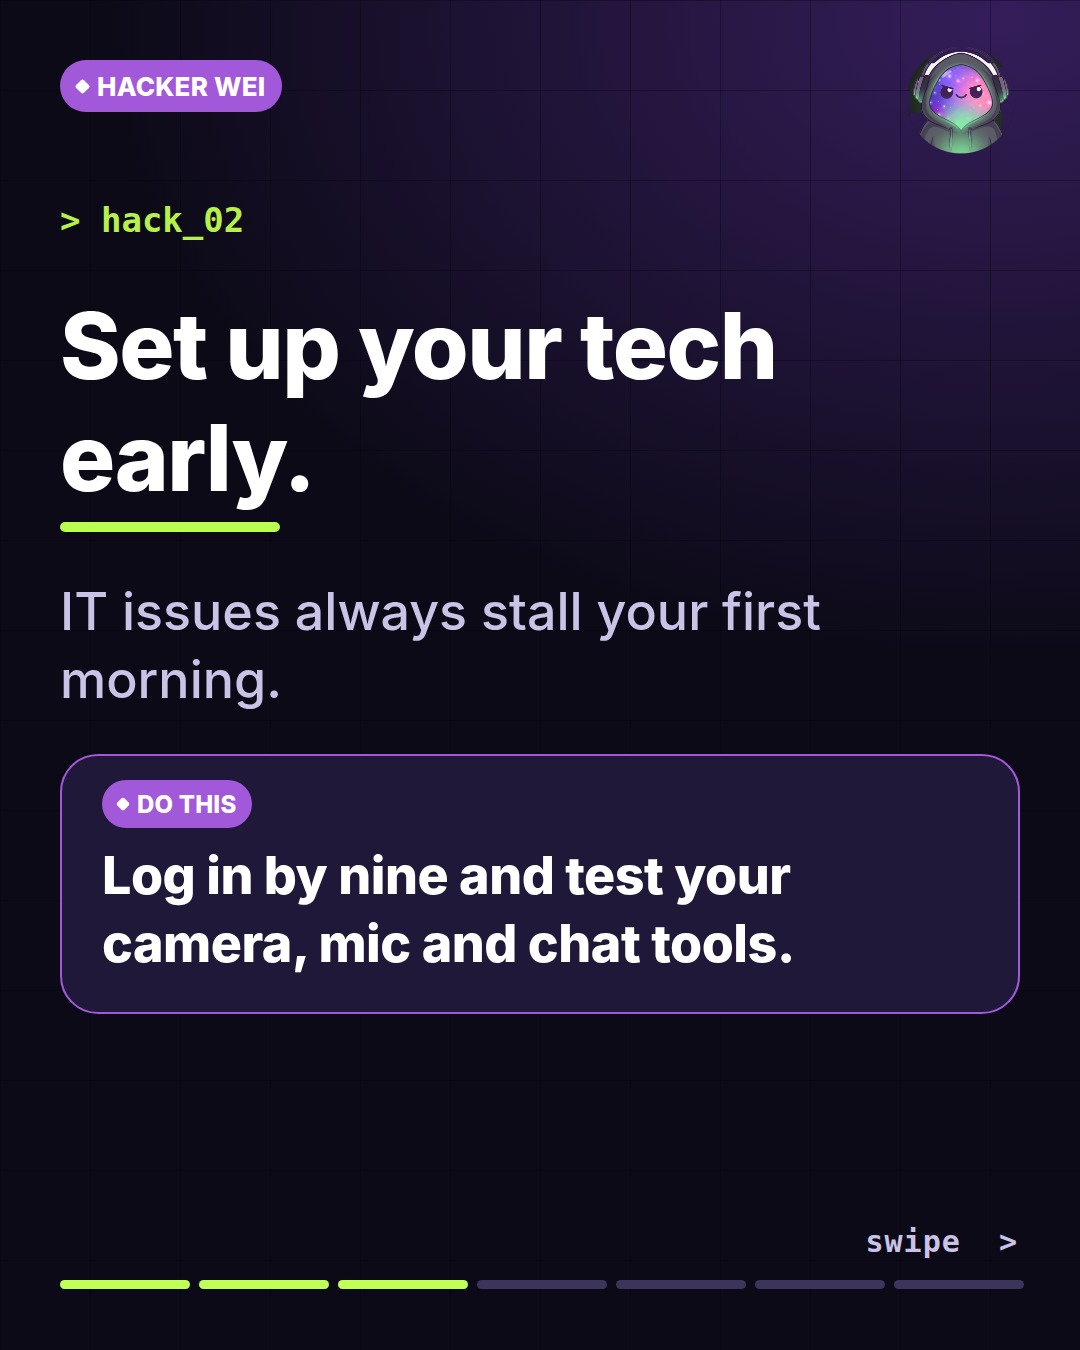 HACKER WEI
> hack_02
Set up your tech
early.
IT issues always stall your first
morning.
DO THIS
Log in by nine and test your
camera, mic and chat tools.
swipe >